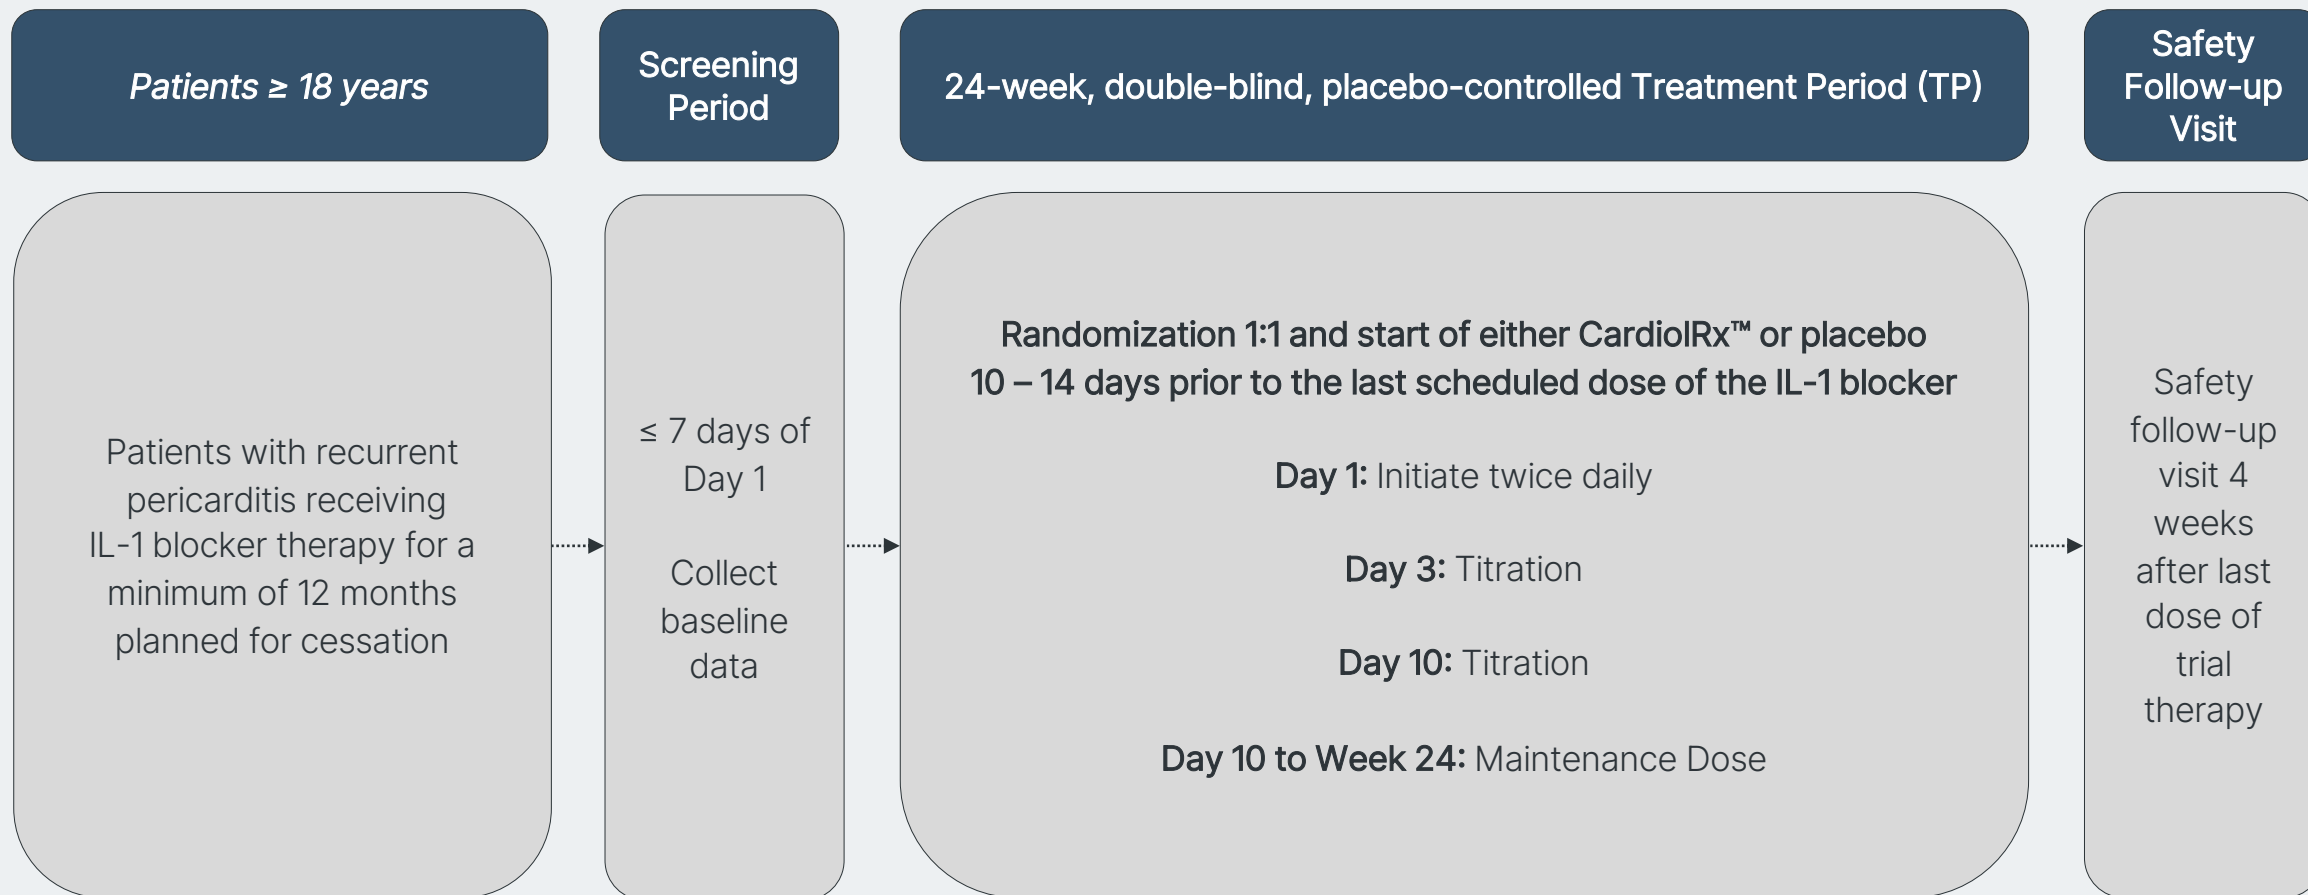 Patients ≥ 18 years
Screening
Period
24-week, double-blind, placebo-controlled Treatment Period (TP)
Safety
Follow-up
Visit
Patients with recurrent
pericarditis receiving
IL-1 blocker therapy for a
minimum of 12 months
planned for cessation
≤ 7 days of
Day 1
Collect
baseline
data
Randomization 1:1 and start of either CardiolRx™ or placebo
10 – 14 days prior to the last scheduled dose of the IL-1 blocker
Day 1: Initiate twice daily
Day 3: Titration
Day 10: Titration
Day 10 to Week 24: Maintenance Dose
Safety
follow-up
visit 4
weeks
after last
dose of
trial
therapy